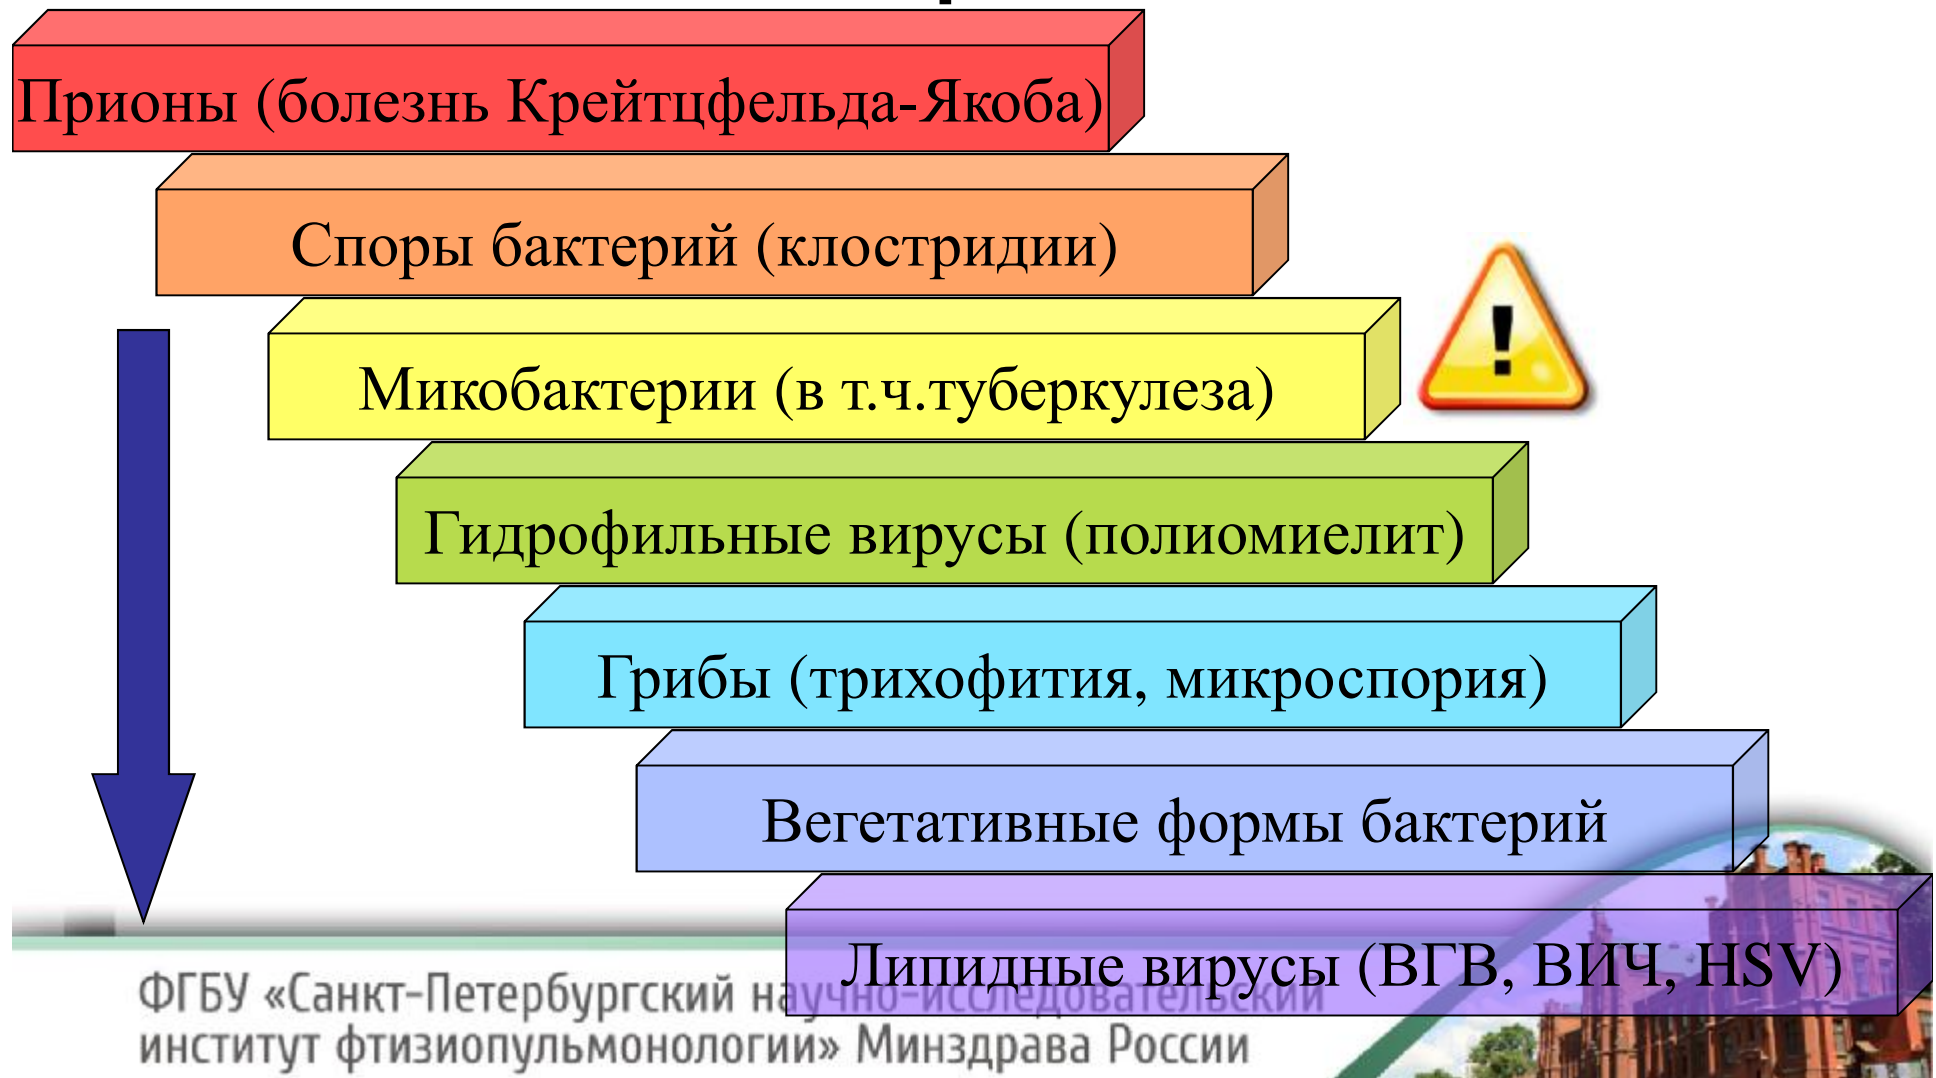 Прионы (болезнь Крейтцфельда-Якоба)
Споры бактерий (клостридии)
Микобактерии (в т.ч.туберкулеза)
!
Гидрофильные вирусы (полиомиелит)
Грибы (трихофития, микроспория)
Вегетативные формы бактерий
Липидные вирусы (ВГВ, ВИЧ, HSV)
ФГБУ «Санкт-Петербургский научно-исследовательский
институт фтизиопульмонологии» Минздрава России